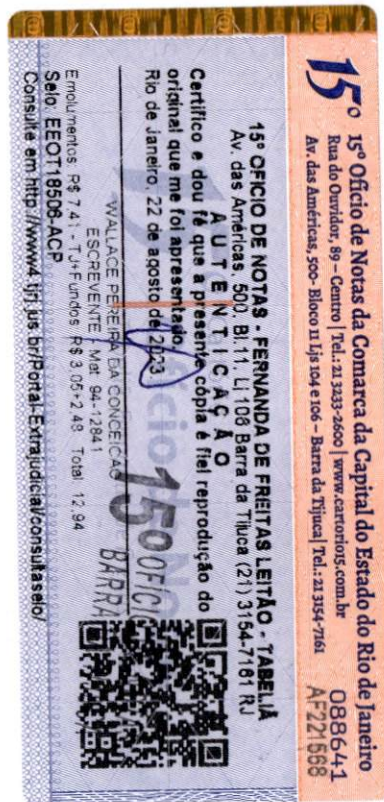 15º
15º Ofício de Notas da Comarca da Capital do Estado do Rio de Janeiro
Rua do Ouvidor, 89 – Centro | Tel.: 21 3233-2600 | www.cartorio15.com.br
Av. das Américas, 500 - Bloco 11 Ljs 104 e 106 – Barra da Tijuca | Tel.: 21 3154-7161
088641
AF221568
15º OFICIO DE NOTAS - FERNANDA DE FREITAS LEITÃO - TABELIÃ
Av. das Américas, 500, Bl.11, Lj 106 Barra da Tijuca (21) 3154-7161 RJ
A U T E N T I C A Ç Ã O
Certifico e dou fé que a presente cópia é fiel reprodução do
original que me foi apresentado.
Rio de Janeiro, 22 de agosto de 2023
WALLACE PEREIRA DA CONCEICAO
ESCREVENTE Mat. 94-12841
Emolumentos: R$ 7,41 - TJ+Fundos: R$ 3,05+2,48 Total: 12,94
Selo: EEOT18506-ACP
Consulte em http://www4.tjrj.jus.br/Portal-Extrajudicial/consultaselo/
15º OFÍCI
BARRA